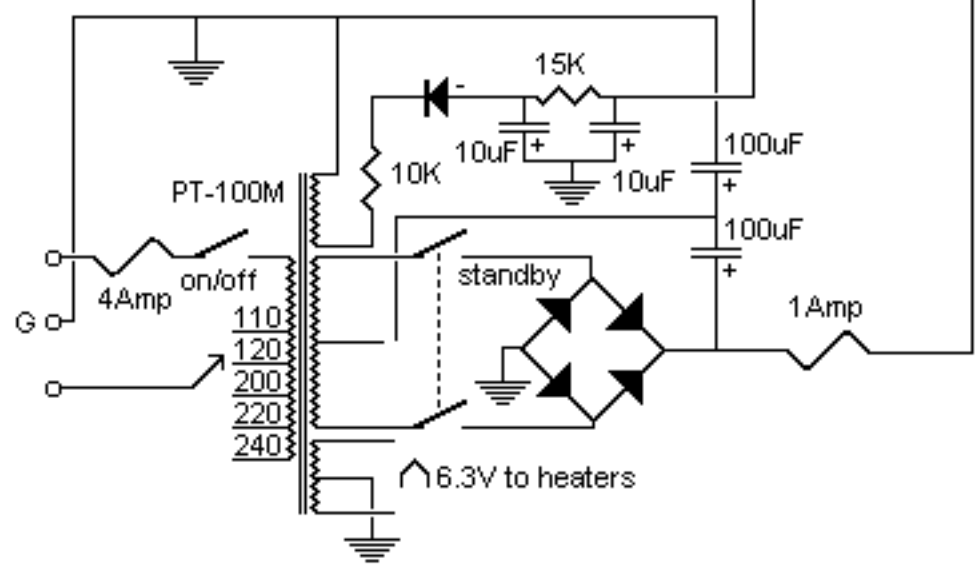 15K
-
10uF
+
+
10uF
100uF
+
PT-100M
10K
100uF
+
4Amp
on/off
standby
1Amp
G
110
120
200
220
240
6.3V to heaters